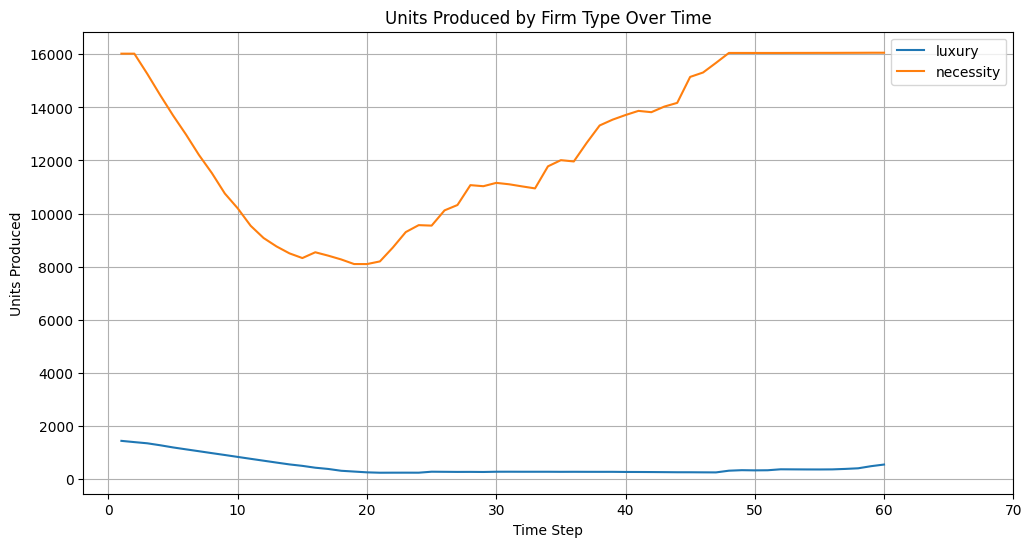 Units Produced by Firm Type Over Time
luxury
necessity
Units Produced
16000
14000
12000
10000
8000
6000
4000
2000
0
0 10 20 30 40 50 60 70
Time Step